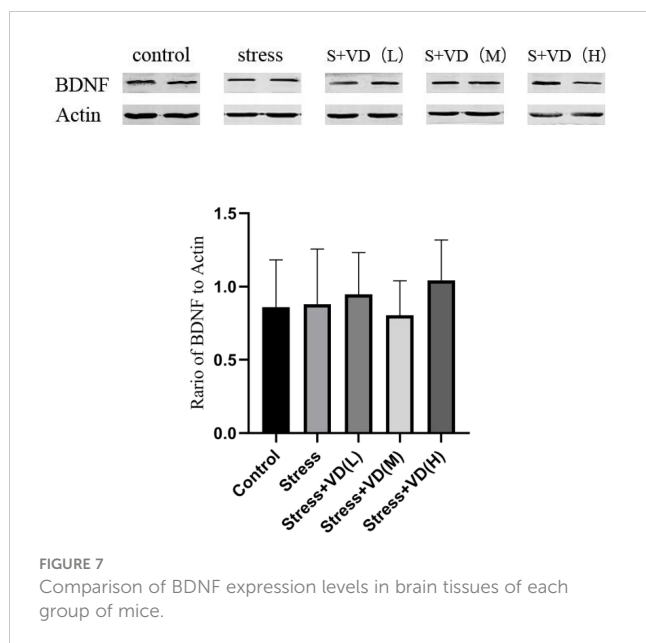 control stress S+VD (L) S+VD (M) S+VD (H)
BDNF
Actin
Rario of BDNF to Actin
1.5
1.0
0.5
0.0
Control
Stress
Stress+VD(L)
Stress+VD(M)
Stress+VD(H)
FIGURE 7
Comparison of BDNF expression levels in brain tissues of each
group of mice.